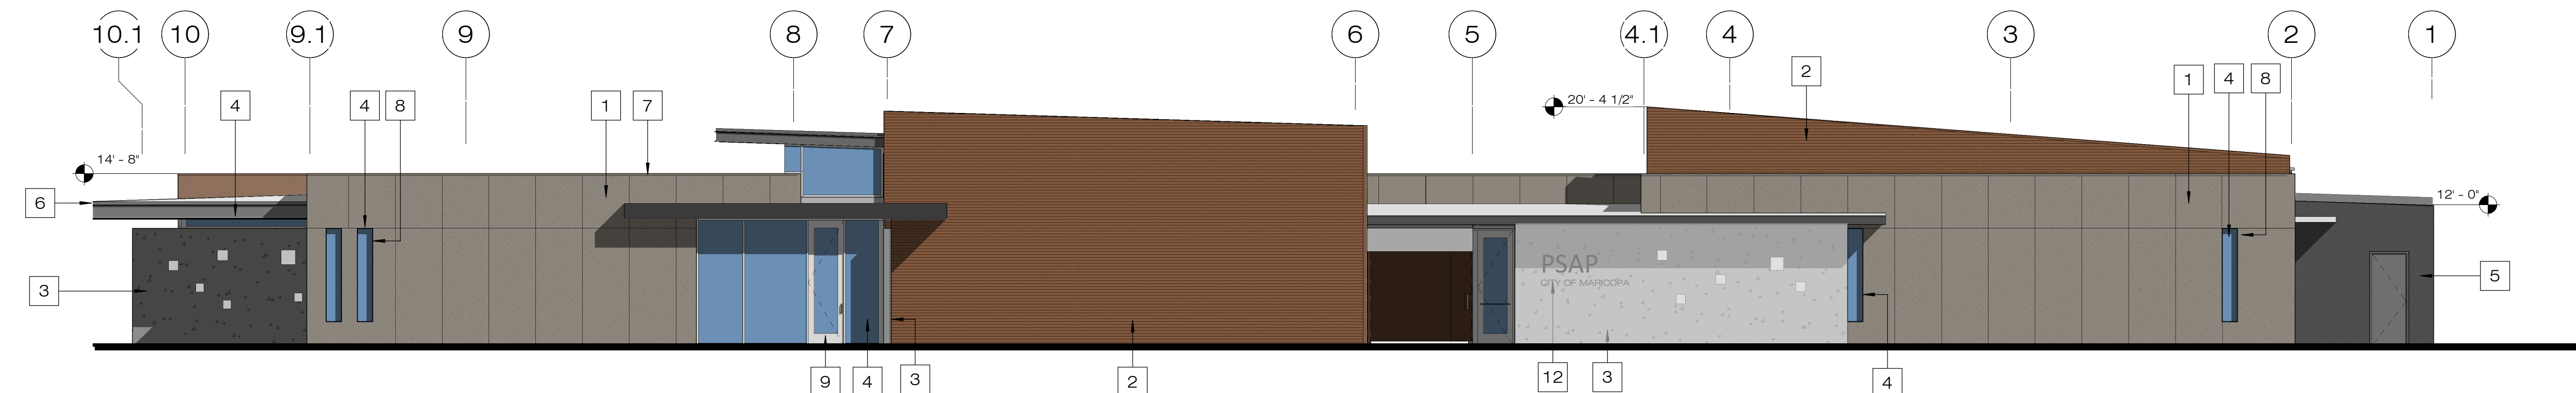 10.1 10 9.1 9 8 7 6 5 4.1 4 3 2 1
2 1 4 8
4 4 8 1 7 20' - 4 1/2"
14' - 8"
6 12' - 0"
3 PSAP 5
CITY OF MARICOPA
9 4 3 2 12 3 4